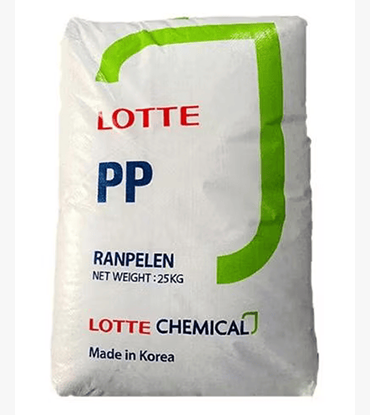 LOTTE
PP
RANPELEN
NET WEIGHT : 25KG
LOTTE CHEMICAL
Made in Korea